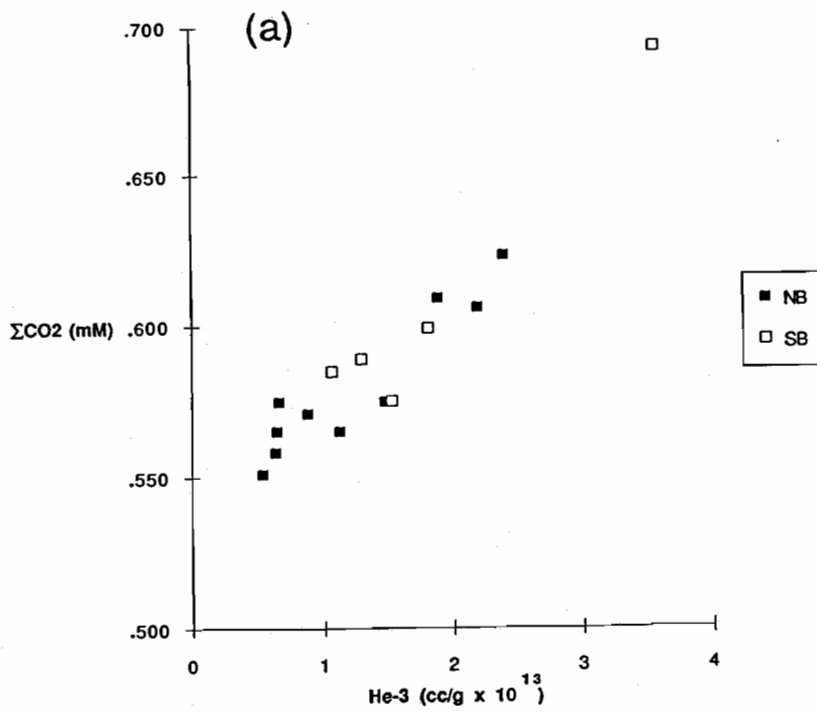 (a)
.700
.650
ΣCO2 (mM)
.600
.550
.500
0
1
2
3
4
He-3 (cc/g x 10 13)
NB
SB